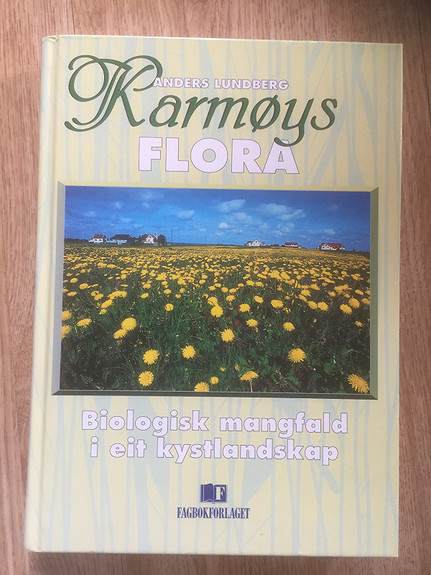 ANDERS LUNDBERG
Karmøys
FLORA
Biologisk mangfald
i eit kystlandskap
F
FAGBOKFORLAGET